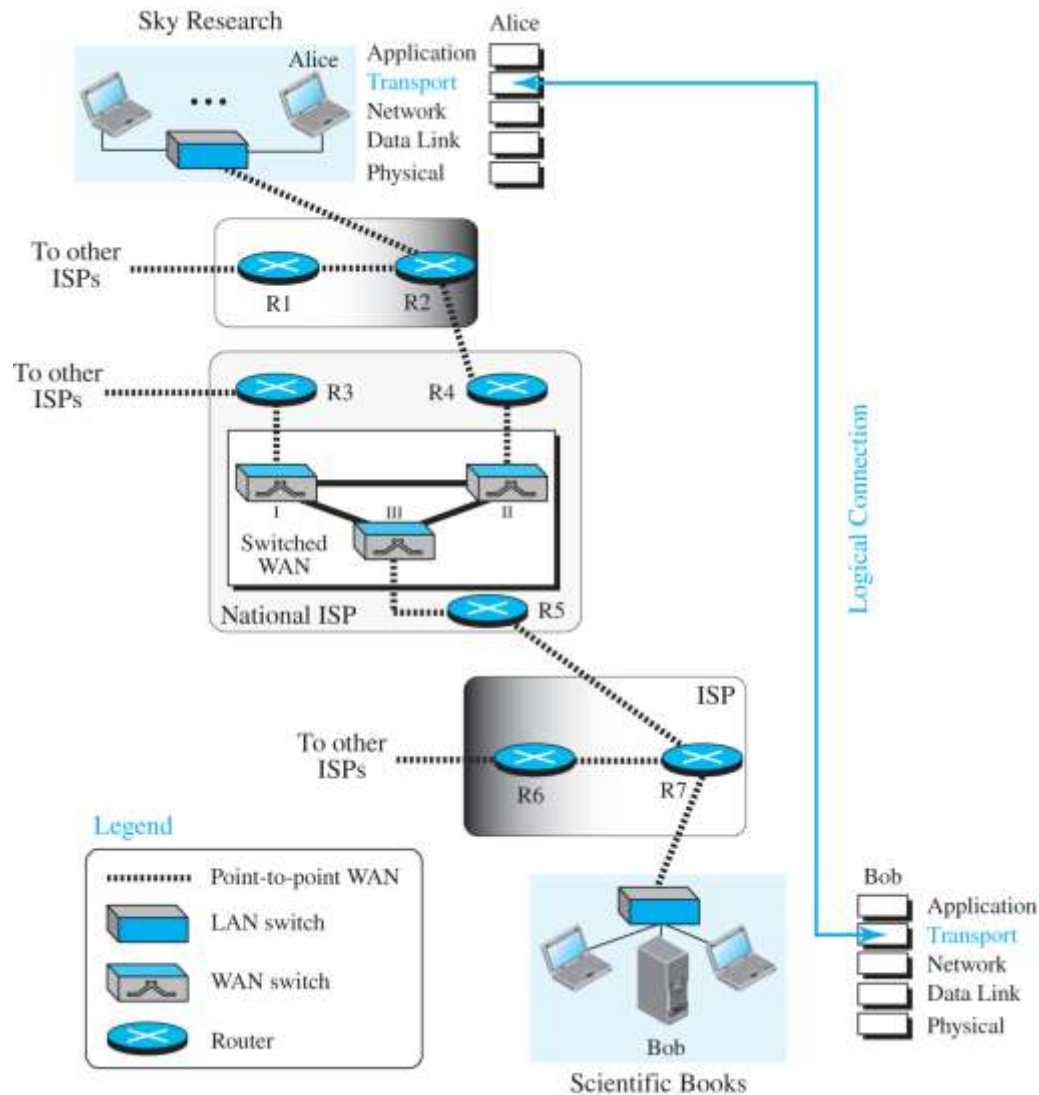 Sky Research
Alice
Alice
Application
Transport
Network
Data Link
Physical
To other
ISPs
R1
R2
To other
ISPs
R3
R4
I
III
II
Switched
WAN
National ISP
R5
Logical Connection
ISP
To other
ISPs
R6
R7
Legend
Point-to-point WAN
LAN switch
WAN switch
Router
Bob
Scientific Books
Bob
Application
Transport
Network
Data Link
Physical